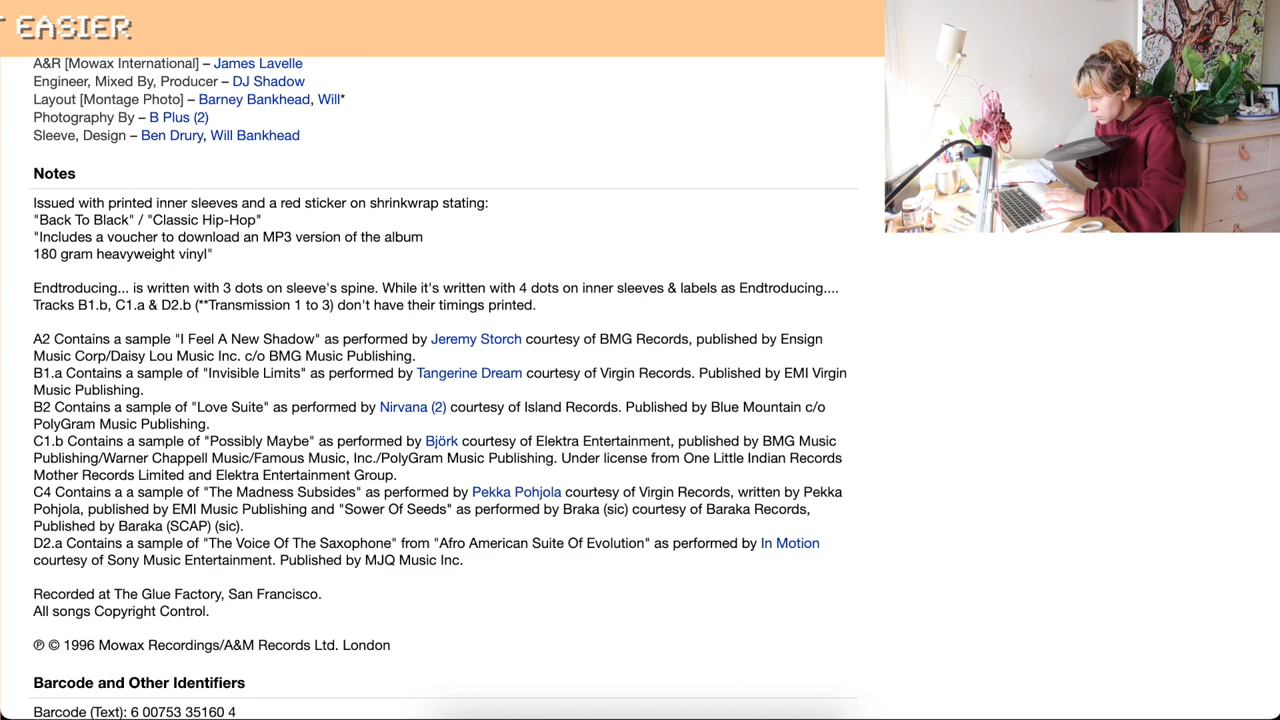 EASIER
A&R [Mowax International] – James Lavelle
Engineer, Mixed By, Producer – DJ Shadow
Layout [Montage Photo] – Barney Bankhead, Will*
Photography By – B Plus (2)
Sleeve, Design – Ben Drury, Will Bankhead
Notes
Issued with printed inner sleeves and a red sticker on shrinkwrap stating:
"Back To Black" / "Classic Hip-Hop"
"Includes a voucher to download an MP3 version of the album
180 gram heavyweight vinyl"
Endtroducing... is written with 3 dots on sleeve's spine. While it's written with 4 dots on inner sleeves & labels as Endtroducing....
Tracks B1.b, C1.a & D2.b (**Transmission 1 to 3) don't have their timings printed.
A2 Contains a sample "I Feel A New Shadow" as performed by Jeremy Storch courtesy of BMG Records, published by Ensign
Music Corp/Daisy Lou Music Inc. c/o BMG Music Publishing.
B1.a Contains a sample of "Invisible Limits" as performed by Tangerine Dream courtesy of Virgin Records. Published by EMI Virgin
Music Publishing.
B2 Contains a sample of "Love Suite" as performed by Nirvana (2) courtesy of Island Records. Published by Blue Mountain c/o
PolyGram Music Publishing.
C1.b Contains a sample of "Possibly Maybe" as performed by Björk courtesy of Elektra Entertainment, published by BMG Music
Publishing/Warner Chappell Music/Famous Music, Inc./PolyGram Music Publishing. Under license from One Little Indian Records
Mother Records Limited and Elektra Entertainment Group.
C4 Contains a a sample of "The Madness Subsides" as performed by Pekka Pohjola courtesy of Virgin Records, written by Pekka
Pohjola, published by EMI Music Publishing and "Sower Of Seeds" as performed by Braka (sic) courtesy of Baraka Records,
Published by Baraka (SCAP) (sic).
D2.a Contains a sample of "The Voice Of The Saxophone" from "Afro American Suite Of Evolution" as performed by In Motion
courtesy of Sony Music Entertainment. Published by MJQ Music Inc.
Recorded at The Glue Factory, San Francisco.
All songs Copyright Control.
℗ © 1996 Mowax Recordings/A&M Records Ltd. London
Barcode and Other Identifiers
Barcode (Text): 6 00753 35160 4